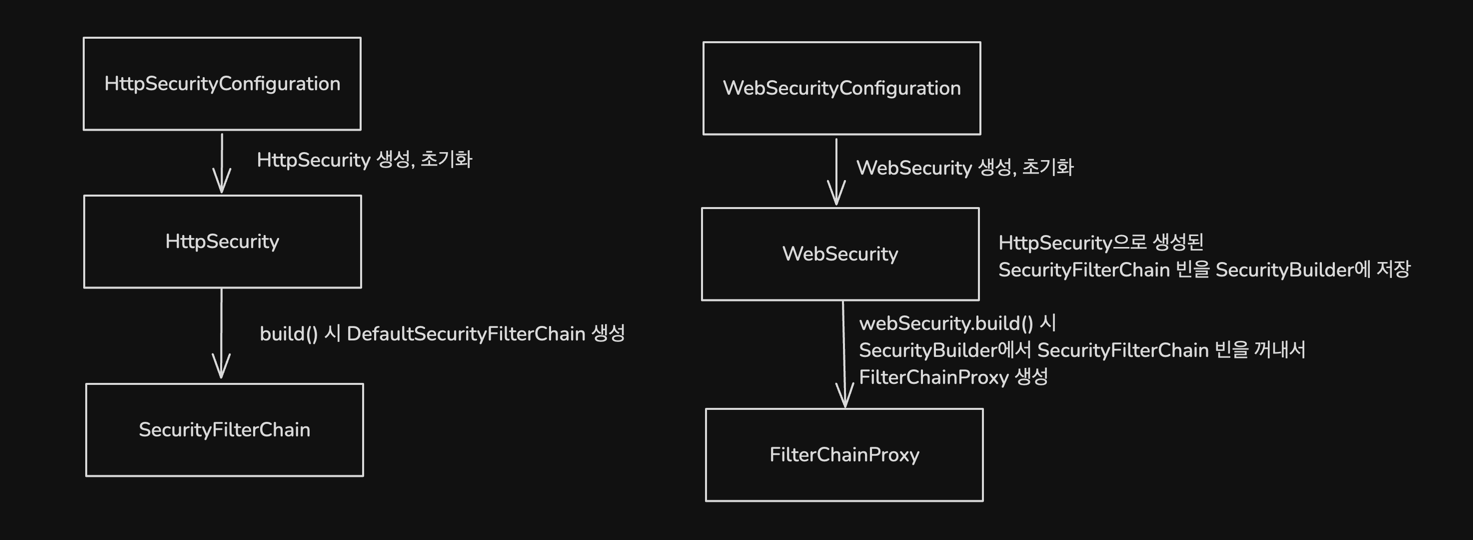 HttpSecurityConfiguration
HttpSecurity 생성, 초기화
HttpSecurity
build() 시 DefaultSecurityFilterChain 생성
SecurityFilterChain
WebSecurityConfiguration
WebSecurity 생성, 초기화
WebSecurity
HttpSecurity으로 생성된
SecurityFilterChain 빈을 SecurityBuilder에 저장
webSecurity.build() 시
SecurityBuilder에서 SecurityFilterChain 빈을 꺼내서
FilterChainProxy 생성
FilterChainProxy